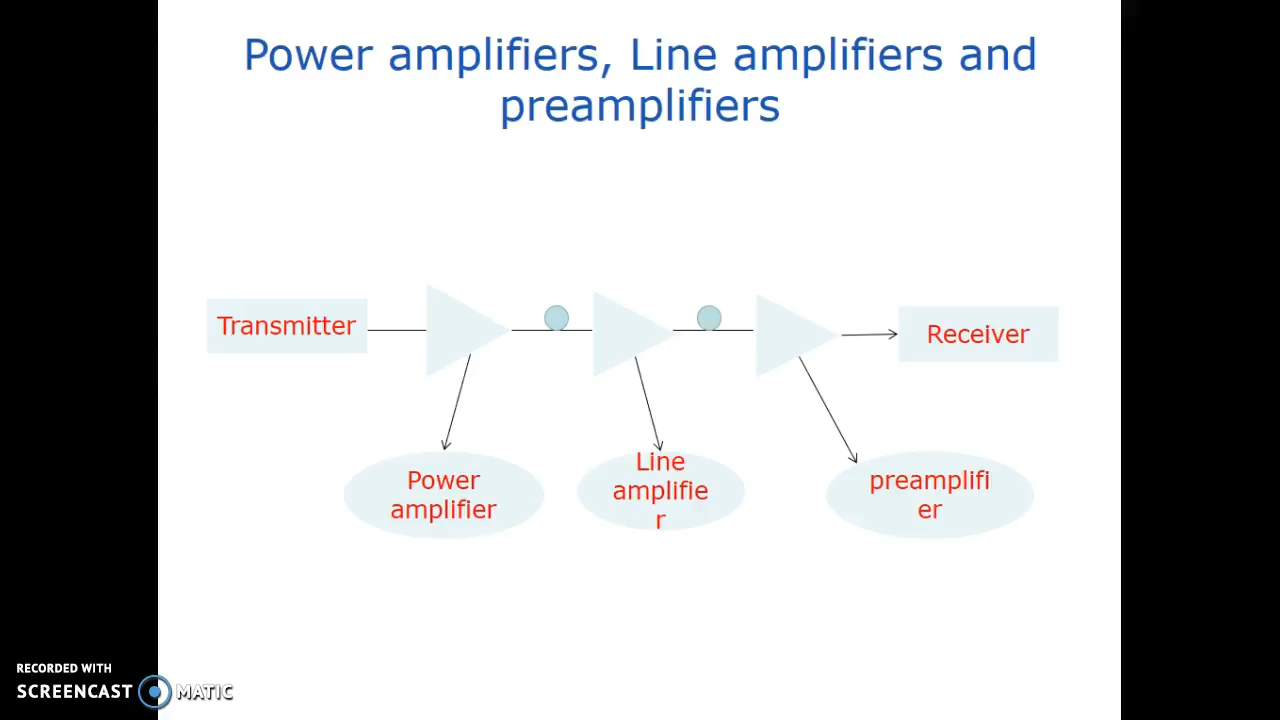 Power amplifiers, Line amplifiers and
preamplifiers
Transmitter
Receiver
Power
amplifier
Line
amplifie
r
preamplifi
er
RECORDED WITH
SCREENCAST MATIC